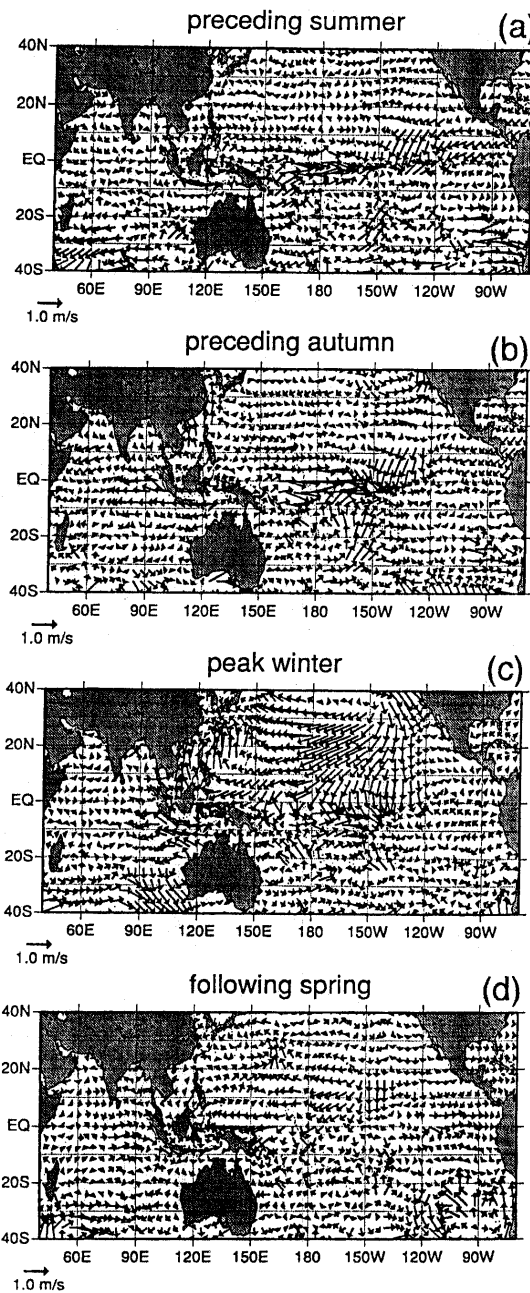 preceding summer (a)
40N
20N
EQ
20S
40S
60E 90E 120E 150E 180 150W 120W 90W
1.0 m/s
preceding autumn (b)
40N
20N
EQ
20S
40S
60E 90E 120E 150E 180 150W 120W 90W
1.0 m/s
peak winter (c)
40N
20N
EQ
20S
40S
60E 90E 120E 150E 180 150W 120W 90W
1.0 m/s
following spring (d)
40N
20N
EQ
20S
40S
60E 90E 120E 150E 180 150W 120W 90W
1.0 m/s